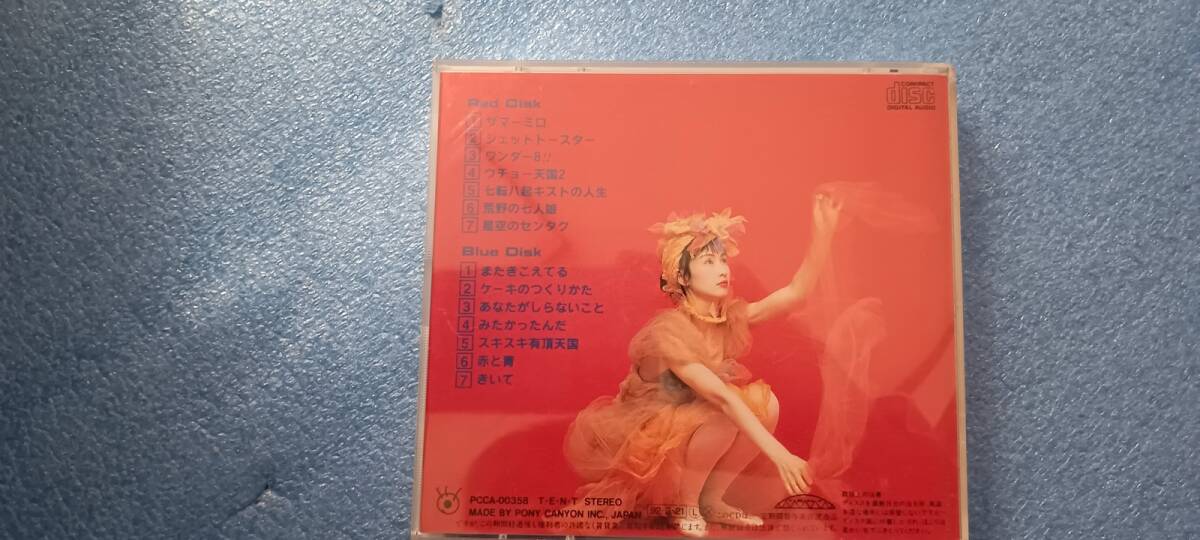 COMPACT
disc
DIGITAL AUDIO
Red Disk
1 ザマーミロ
2 ジェットトースター
3 ワンダー8!!
4 ウチョー天国2
5 七転八起キストの人生
6 荒野の七人娘
7 星空のセンタク
Blue Disk
1 またきこえてる
2 ケーキのつくりかた
3 あなたがしらないこと
4 みたかったんだ
5 スキスキ有頂天国
6 赤と青
7 きいて
PCCA-00358 T・E・N・T STEREO
MADE BY PONY CANYON INC., JAPAN